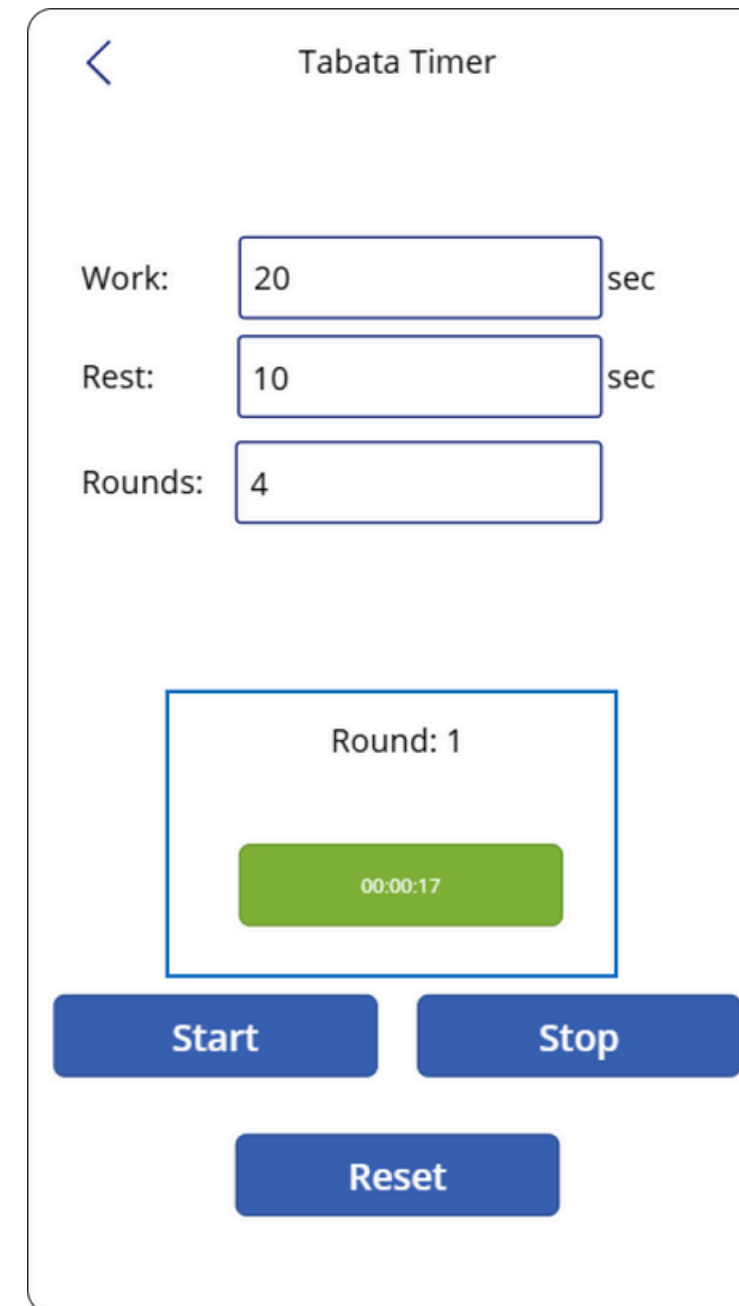 Tabata Timer
Work: 20 sec
Rest: 10 sec
Rounds: 4
Round: 1
00:00:17
Start Stop
Reset